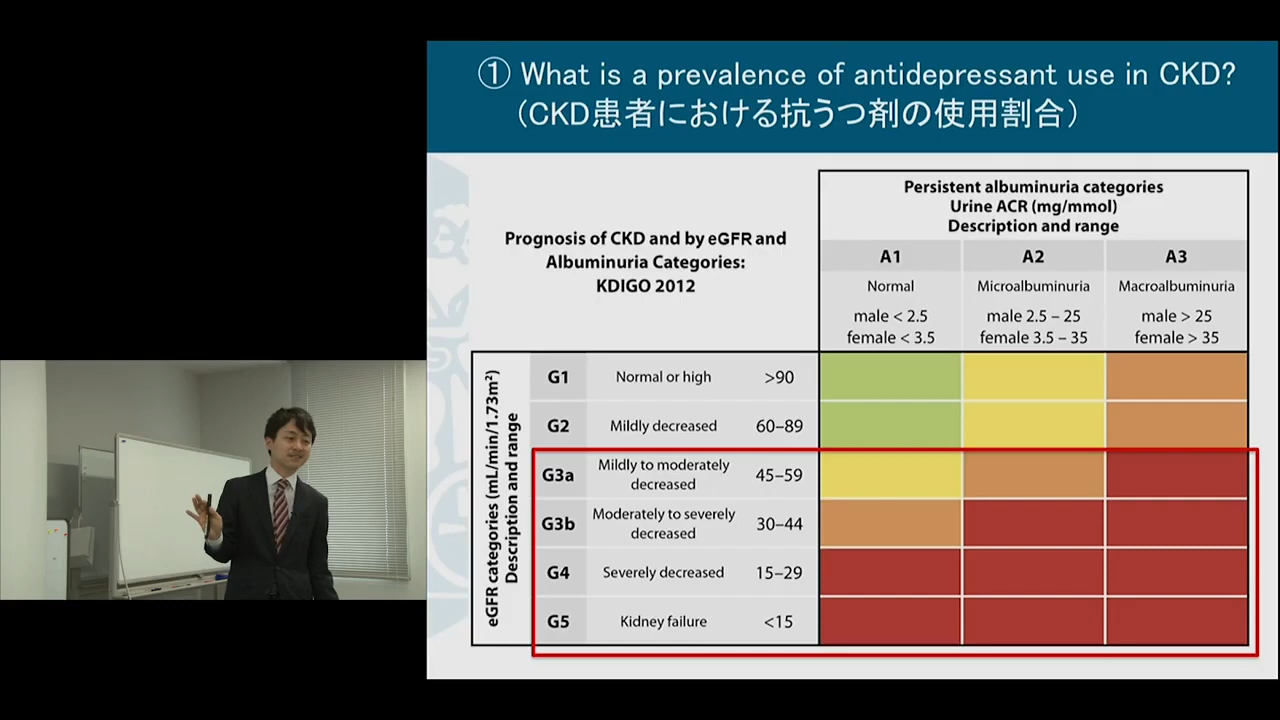 ① What is a prevalence of antidepressant use in CKD?
（CKD患者における抗うつ剤の使用割合）
Prognosis of CKD and by eGFR and
Albuminuria Categories:
KDIGO 2012
Persistent albuminuria categories
Urine ACR (mg/mmol)
Description and range
A1 A2 A3
Normal Microalbuminuria Macroalbuminuria
male < 2.5 male 2.5 – 25 male > 25
female < 3.5 female 3.5 – 35 female > 35
eGFR categories (mL/min/1.73m²)
Description and range
G1 Normal or high >90
G2 Mildly decreased 60–89
G3a Mildly to moderately decreased 45–59
G3b Moderately to severely decreased 30–44
G4 Severely decreased 15–29
G5 Kidney failure <15